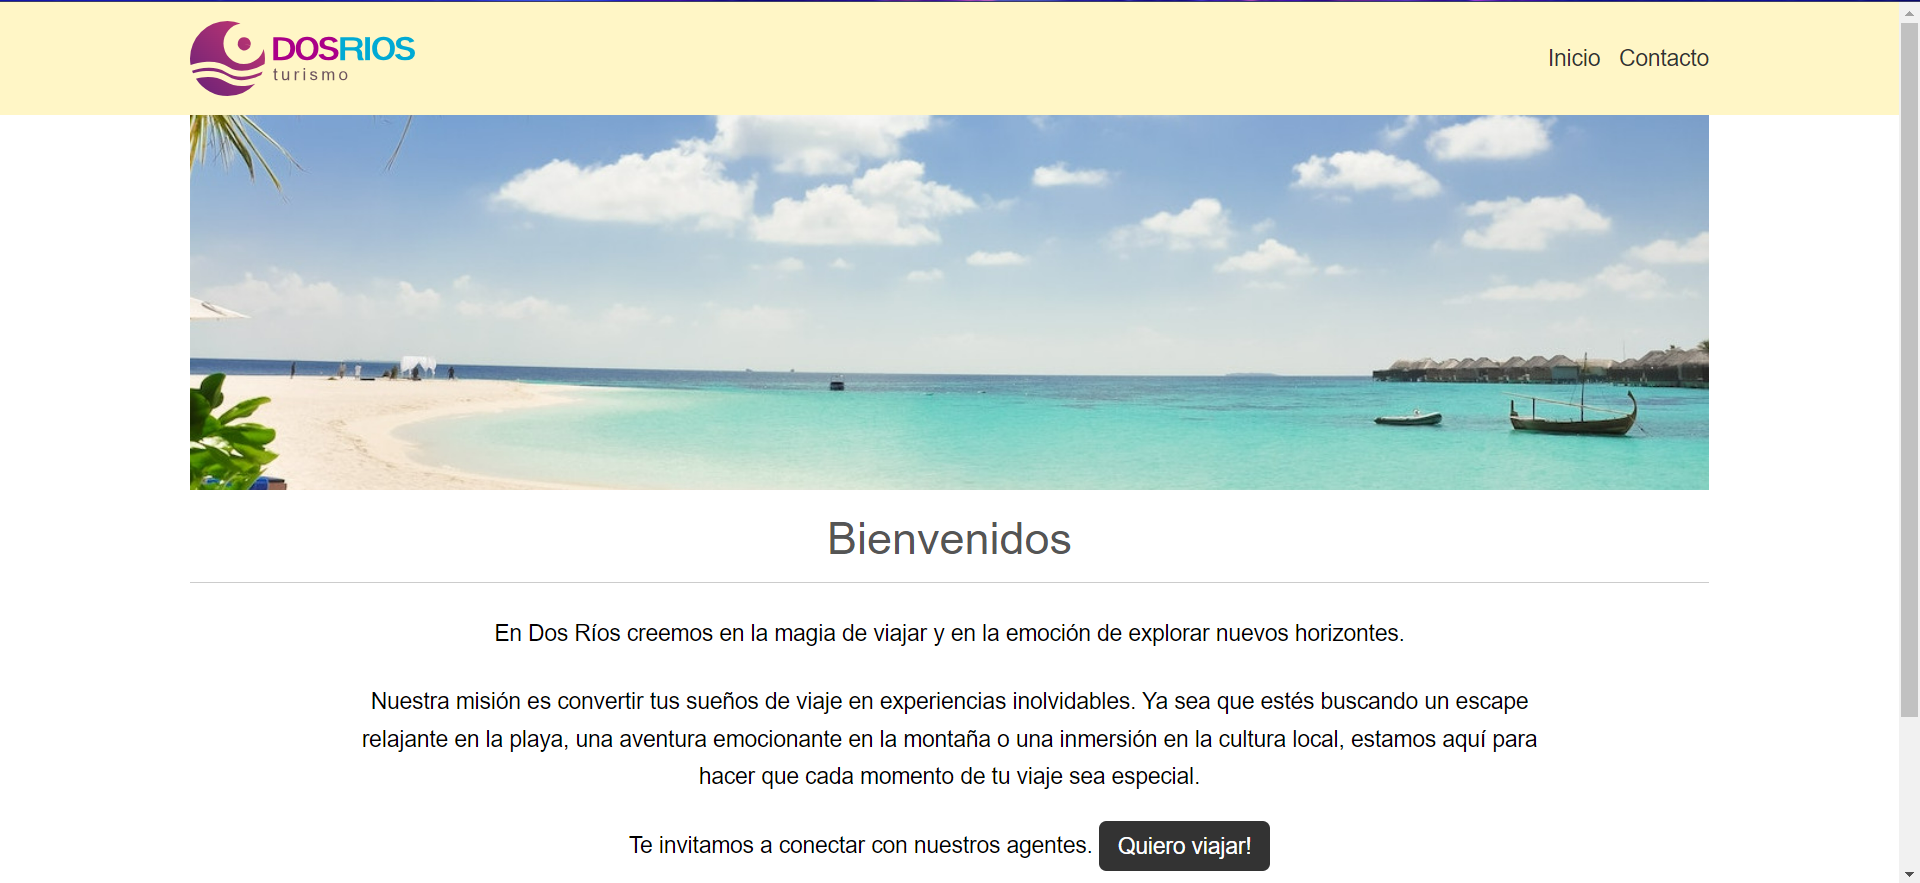 DOSRIOS
turismo
Inicio Contacto
Bienvenidos
En Dos Ríos creemos en la magia de viajar y en la emoción de explorar nuevos horizontes.
Nuestra misión es convertir tus sueños de viaje en experiencias inolvidables. Ya sea que estés buscando un escape
relajante en la playa, una aventura emocionante en la montaña o una inmersión en la cultura local, estamos aquí para
hacer que cada momento de tu viaje sea especial.
Te invitamos a conectar con nuestros agentes. Quiero viajar!